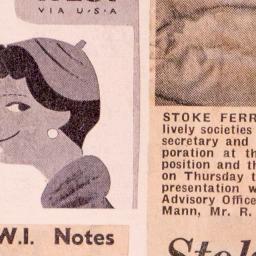 VIA U·S·A
STOKE FERR
lively societies
secretary and
poration at th
position and th
on Thursday t
presentation w
Advisory Office
Mann, Mr. R.
W.I. Notes